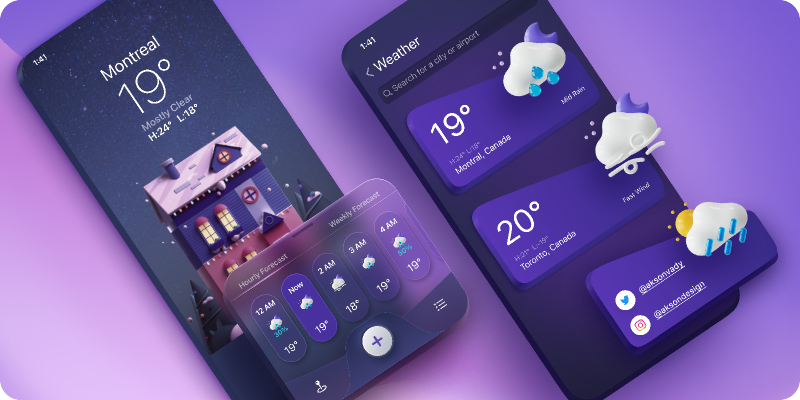 1:41
Montreal
19°
Mostly Clear
H:24° L:18°
Hourly Forecast
Weekly Forecast
12 AM
30%
19°
Now
19°
2 AM
18°
3 AM
19°
4 AM
50%
19°
1:41
Weather
Search for a city or airport
19°
H:24° L:18°
Montral, Canada
Mid Rain
20°
H:21° L:-19°
Toronto, Canada
Fast Wind
@aksonvady
@aksondesign